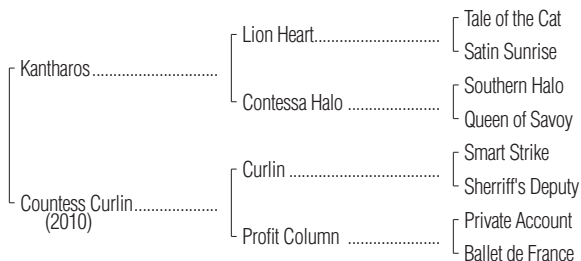 Tale of the Cat
Lion Heart..................................
Satin Sunrise
Kantharos..................................
Southern Halo
Contessa Halo ........................
Queen of Savoy
Smart Strike
Curlin .......................................
Sherriff's Deputy
Countess Curlin......................
(2010)
Private Account
Profit Column ........................
Ballet de France